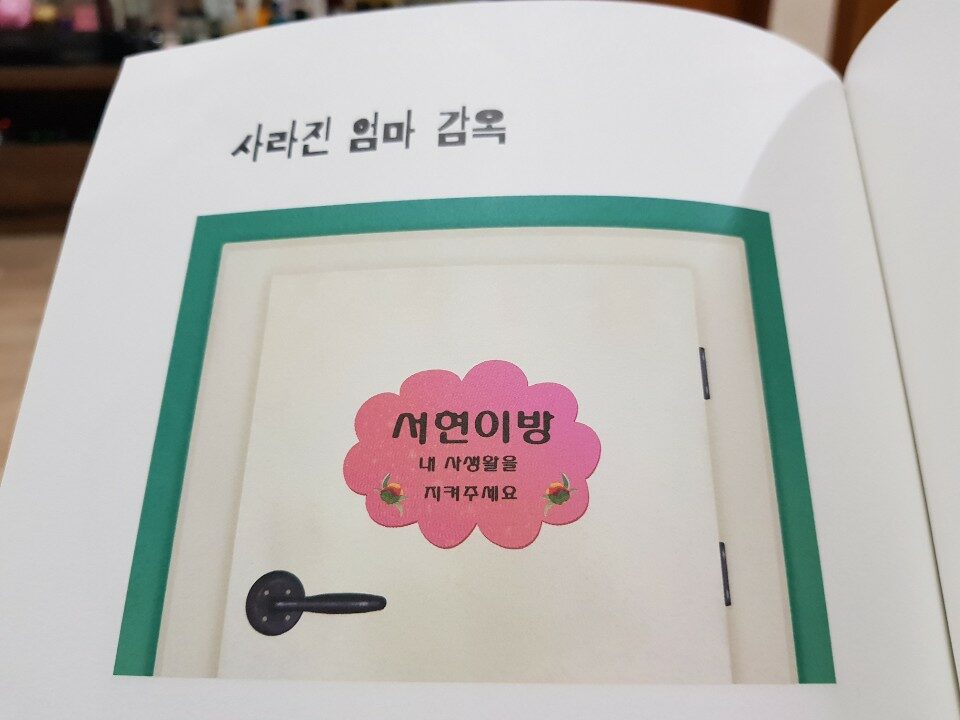 사라진 엄마 감옥
서현이방
내 사생활을
지켜주세요